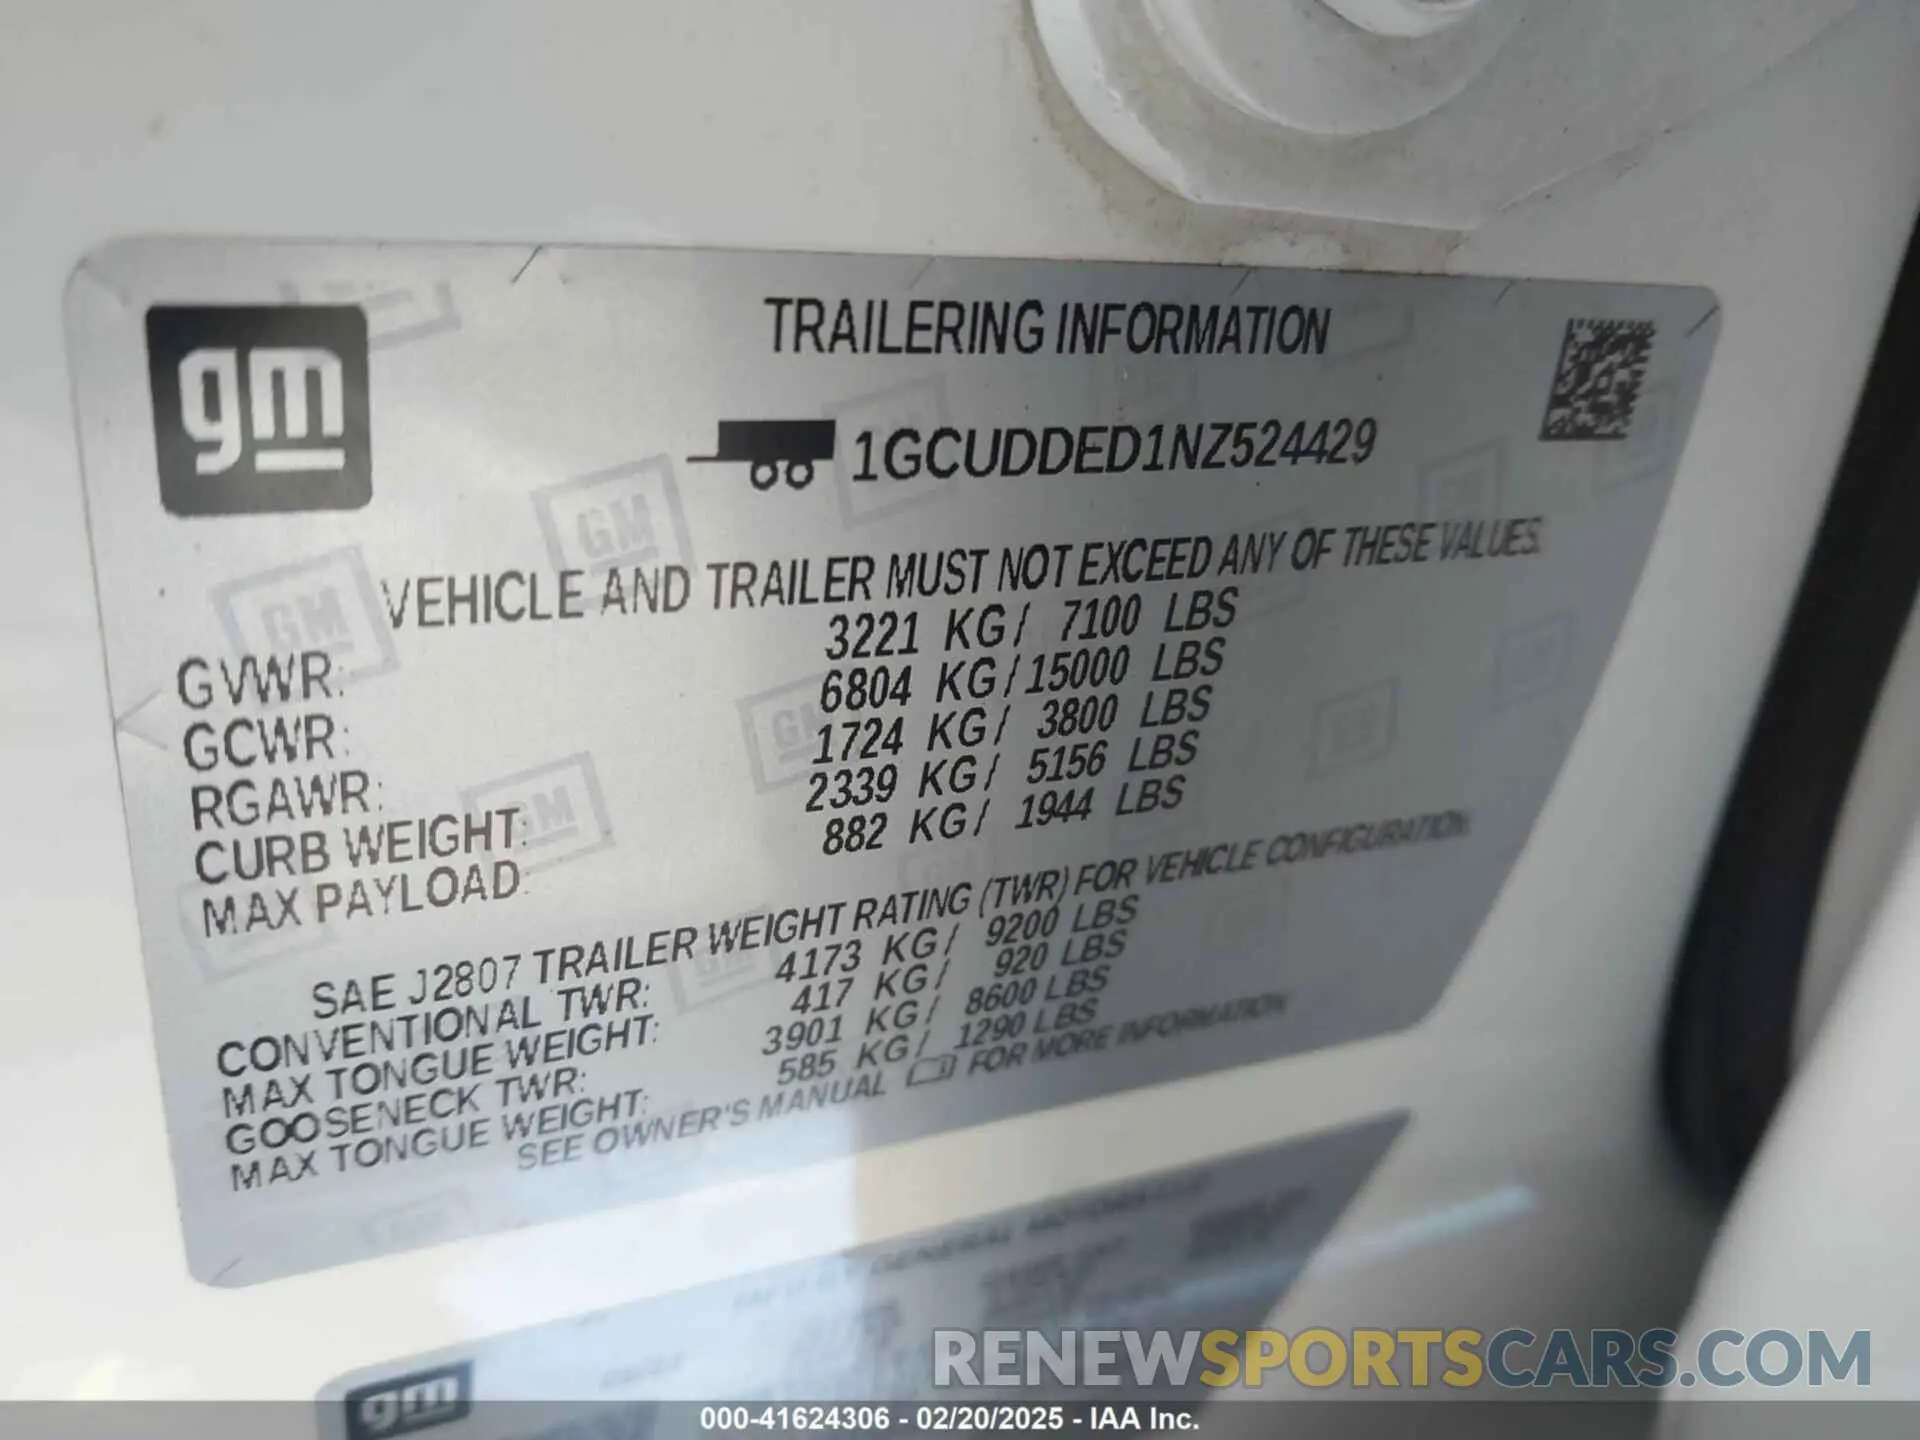 gm
TRAILERING INFORMATION
1GCUDDED1NZ524429
VEHICLE AND TRAILER MUST NOT EXCEED ANY OF THESE VALUES.
GVWR: 3221 KG/ 7100 LBS
GCWR: 6804 KG/15000 LBS
RGAWR: 1724 KG/ 3800 LBS
CURB WEIGHT: 2339 KG/ 5156 LBS
MAX PAYLOAD: 882 KG/ 1944 LBS
SAE J2807 TRAILER WEIGHT RATING (TWR) FOR VEHICLE CONFIGURATION
CONVENTIONAL TWR: 4173 KG/ 9200 LBS
MAX TONGUE WEIGHT: 417 KG/ 920 LBS
GOOSENECK TWR: 3901 KG/ 8600 LBS
MAX TONGUE WEIGHT: 585 KG/ 1290 LBS
SEE OWNER'S MANUAL FOR MORE INFORMATION
BY GENERAL MOTORS
gm
RENEWSPORTSCARS.COM
000-41624306 - 02/20/2025 - IAA Inc.